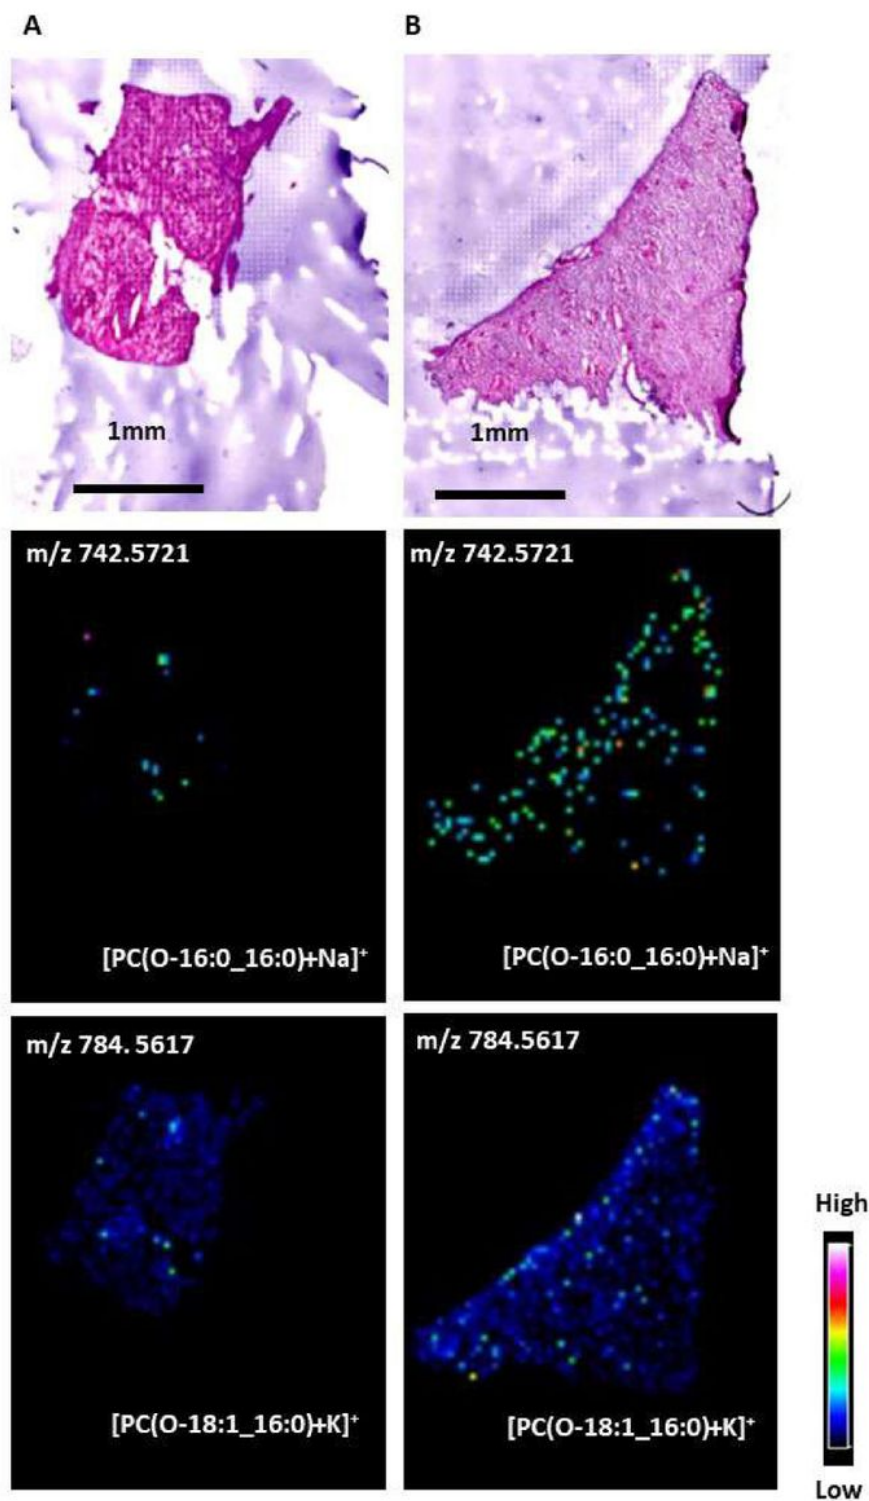 A
B
1mm
1mm
m/z 742.5721
m/z 742.5721
[PC(O-16:0_16:0)+Na]⁺
[PC(O-16:0_16:0)+Na]⁺
m/z 784. 5617
m/z 784.5617
[PC(O-18:1_16:0)+K]⁺
[PC(O-18:1_16:0)+K]⁺
High
Low